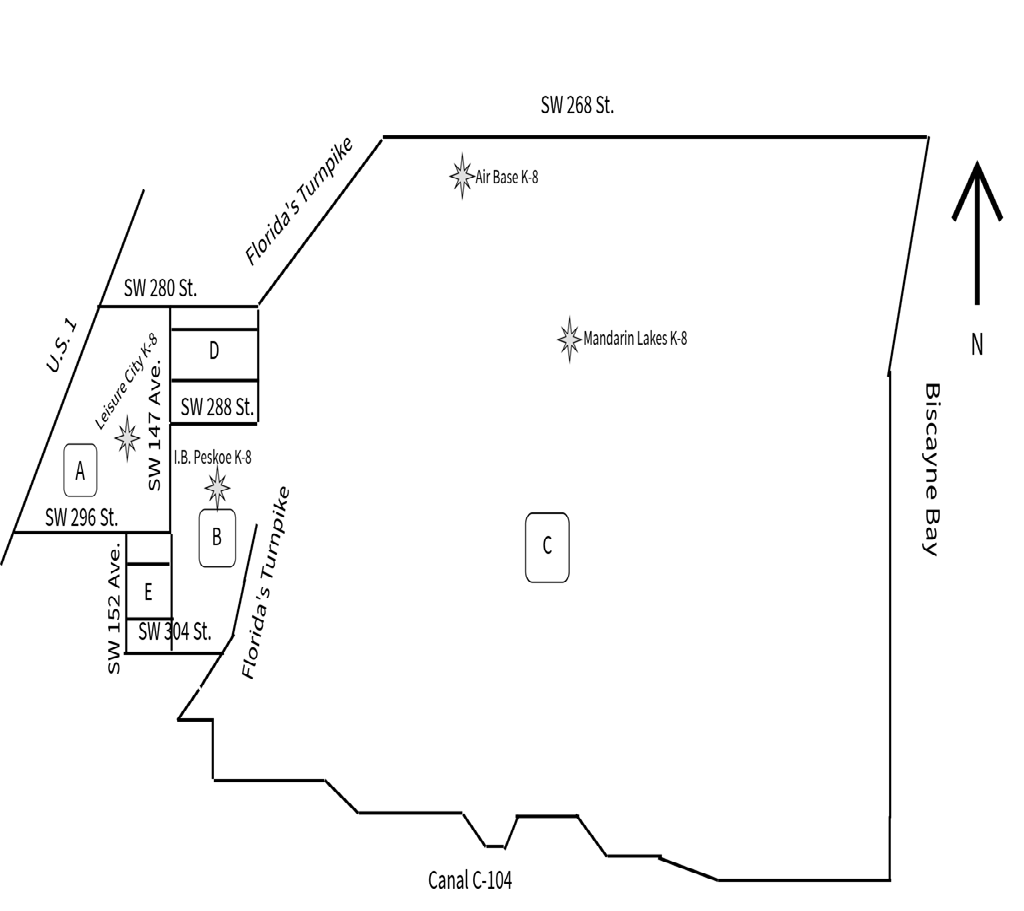 SW 268 St.
Florida's Turnpike
Air Base K-8
SW 280 St.
U.S. 1
Leisure City K-8
SW 147 Ave.
D
Mandarin Lakes K-8
N
SW 288 St.
I.B. Peskoe K-8
A
Biscayne Bay
SW 296 St.
B
C
Florida's Turnpike
SW 152 Ave.
E
SW 304 St.
Canal C-104